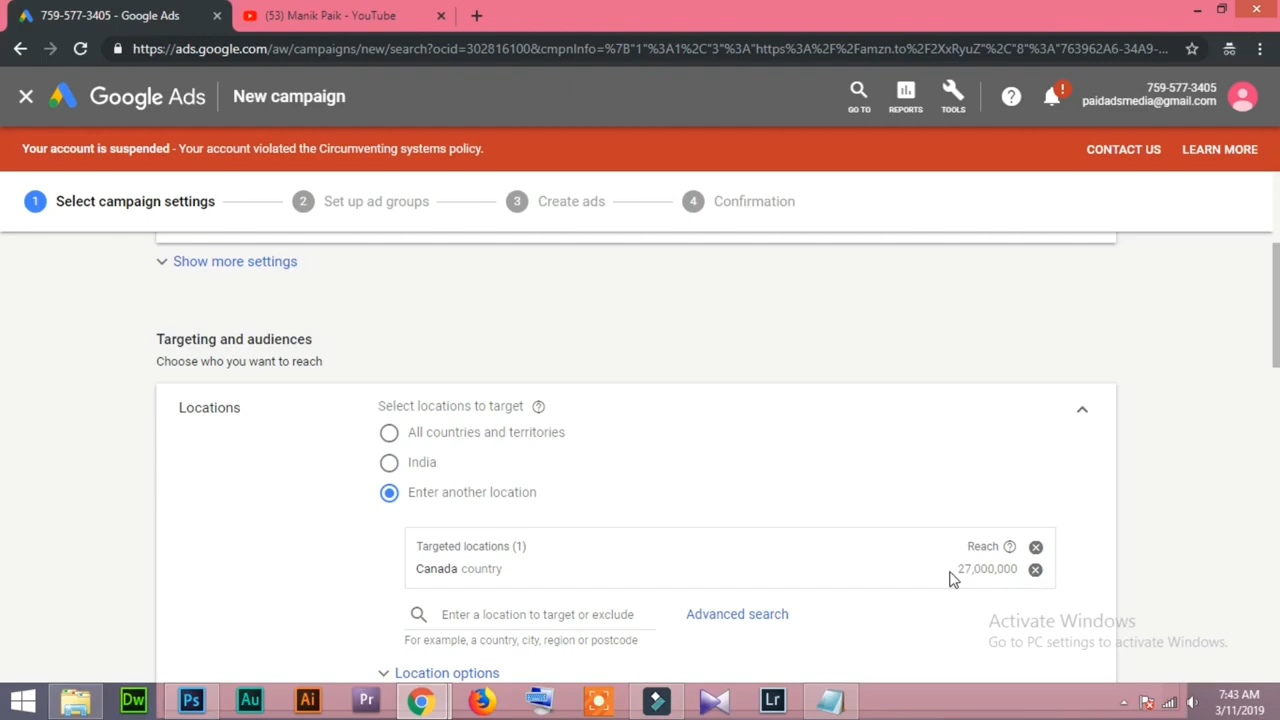 759-577-3405 - Google Ads
(53) Manik Paik - YouTube
https://ads.google.com/aw/campaigns/new/search?ocid=302816100&cmpnInfo=%7B"1"%3A1%2C"3"%3A"https%3A%2F%2Famzn.to%2F2XxRyuZ"%2C"8"%3A"763962A6-34A9-...
Google Ads
New campaign
GO TO
REPORTS
TOOLS
?
!
759-577-3405
paidadsmedia@gmail.com
Your account is suspended - Your account violated the Circumventing systems policy.
CONTACT US
LEARN MORE
1 Select campaign settings
2 Set up ad groups
3 Create ads
4 Confirmation
Show more settings
Targeting and audiences
Choose who you want to reach
Locations
Select locations to target ?
All countries and territories
India
Enter another location
Targeted locations (1)
Reach ?
Canada country
27,000,000
Enter a location to target or exclude
Advanced search
For example, a country, city, region or postcode
Location options
Activate Windows
Go to PC settings to activate Windows.
Dw
Ps
Au
Ai
Pr
Lr
7:43 AM
3/11/2019